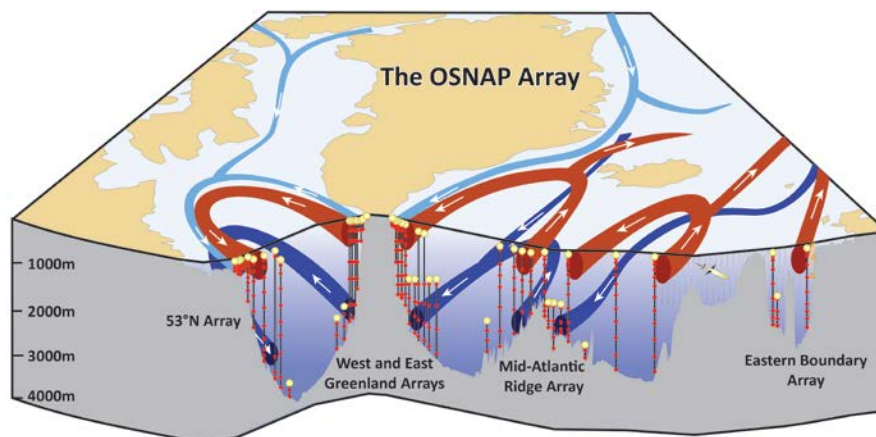 The OSNAP Array
1000m
2000m
3000m
4000m
53°N Array
West and East
Greenland Arrays
Mid-Atlantic
Ridge Array
Eastern Boundary
Array